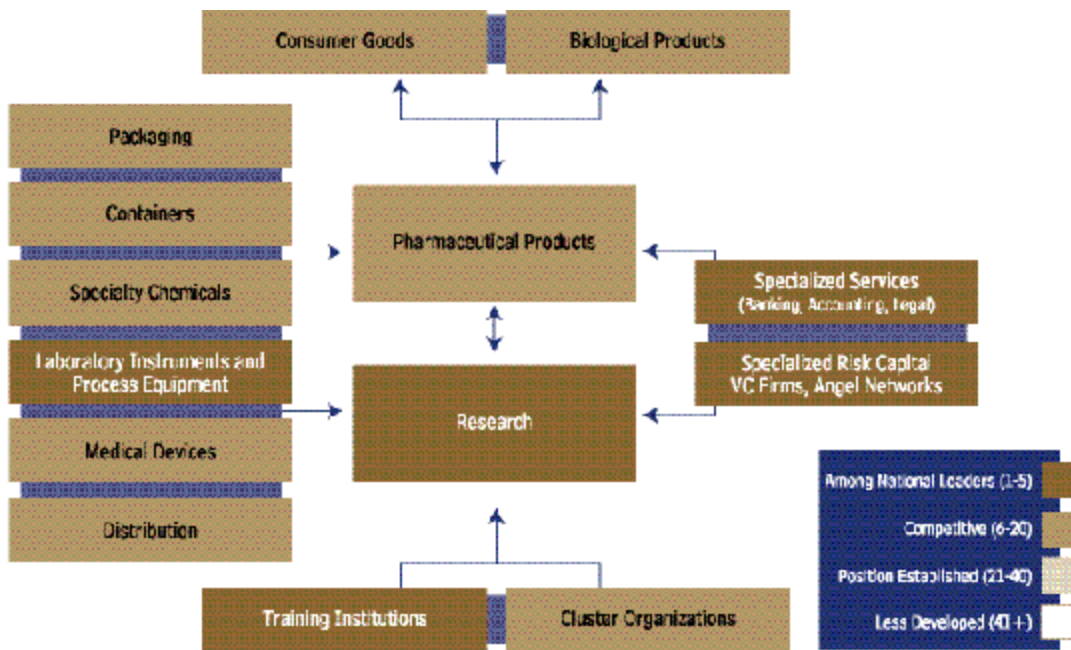 Consumer Goods
Biological Products
Packaging
Containers
Specialty Chemicals
Laboratory Instruments and
Process Equipment
Medical Devices
Distribution
Pharmaceutical Products
Research
Specialized Services
(Banking, Accounting, Legal)
Specialized Risk Capital
VC Firms, Angel Networks
Training Institutions
Cluster Organizations
Among National Leaders (1-5)
Competitive (6-20)
Position Established (21-40)
Less Developed (41+)